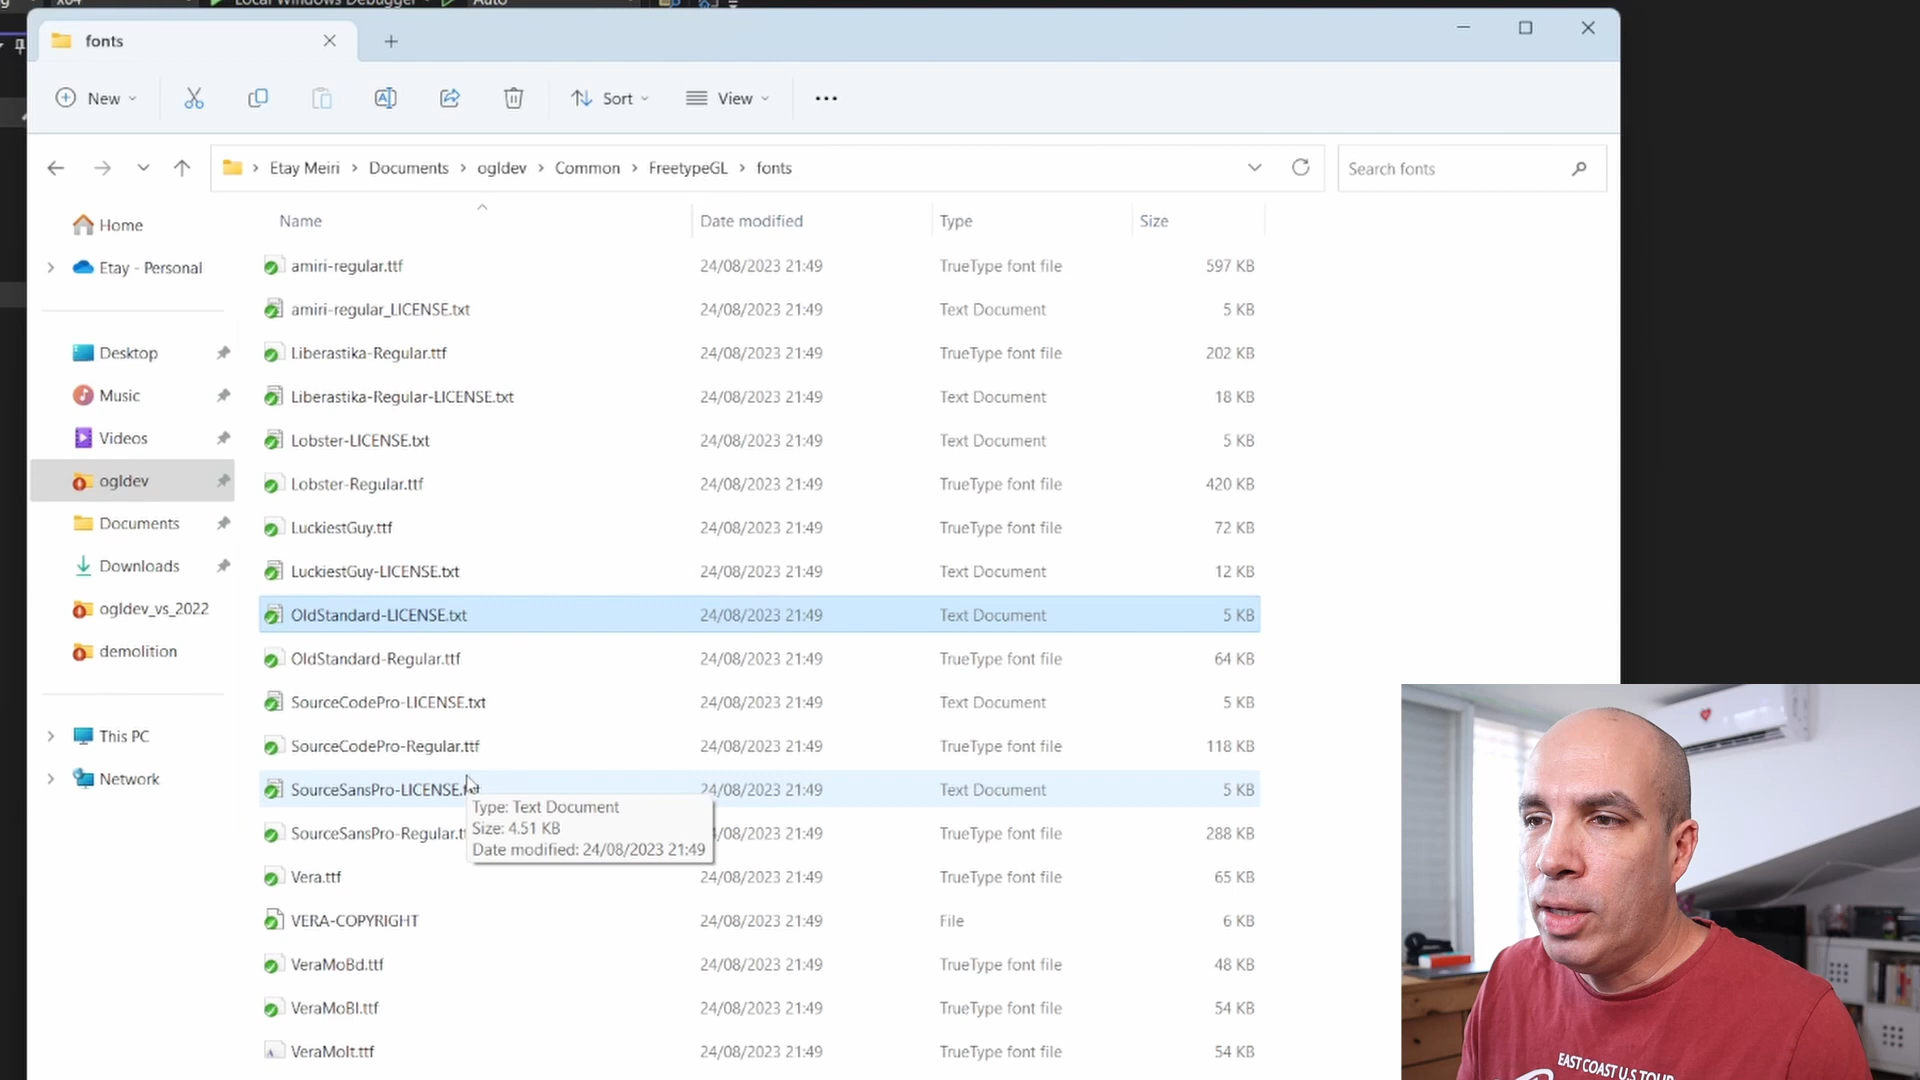 x64 Local Windows Debugger Auto
fonts
New Sort View
Etay Meiri Documents ogldev Common FreetypeGL fonts Search fonts
Name Date modified Type Size
Home
Etay - Personal
Desktop
Music
Videos
ogldev
Documents
Downloads
ogldev_vs_2022
demolition
This PC
Network
amiri-regular.ttf 24/08/2023 21:49 TrueType font file 597 KB
amiri-regular_LICENSE.txt 24/08/2023 21:49 Text Document 5 KB
Liberastika-Regular.ttf 24/08/2023 21:49 TrueType font file 202 KB
Liberastika-Regular-LICENSE.txt 24/08/2023 21:49 Text Document 18 KB
Lobster-LICENSE.txt 24/08/2023 21:49 Text Document 5 KB
Lobster-Regular.ttf 24/08/2023 21:49 TrueType font file 420 KB
LuckiestGuy.ttf 24/08/2023 21:49 TrueType font file 72 KB
LuckiestGuy-LICENSE.txt 24/08/2023 21:49 Text Document 12 KB
OldStandard-LICENSE.txt 24/08/2023 21:49 Text Document 5 KB
OldStandard-Regular.ttf 24/08/2023 21:49 TrueType font file 64 KB
SourceCodePro-LICENSE.txt 24/08/2023 21:49 Text Document 5 KB
SourceCodePro-Regular.ttf 24/08/2023 21:49 TrueType font file 118 KB
SourceSansPro-LICENSE. 24/08/2023 21:49 Text Document 5 KB
Type: Text Document
Size: 4.51 KB
Date modified: 24/08/2023 21:49
SourceSansPro-Regular. 21:49 TrueType font file 288 KB
Vera.ttf 24/08/2023 21:49 TrueType font file 65 KB
VERA-COPYRIGHT 24/08/2023 21:49 File 6 KB
VeraMoBd.ttf 24/08/2023 21:49 TrueType font file 48 KB
VeraMoBI.ttf 24/08/2023 21:49 TrueType font file 54 KB
VeraMoIt.ttf 24/08/2023 21:49 TrueType font file 54 KB
EAST COAST U.S TOUR